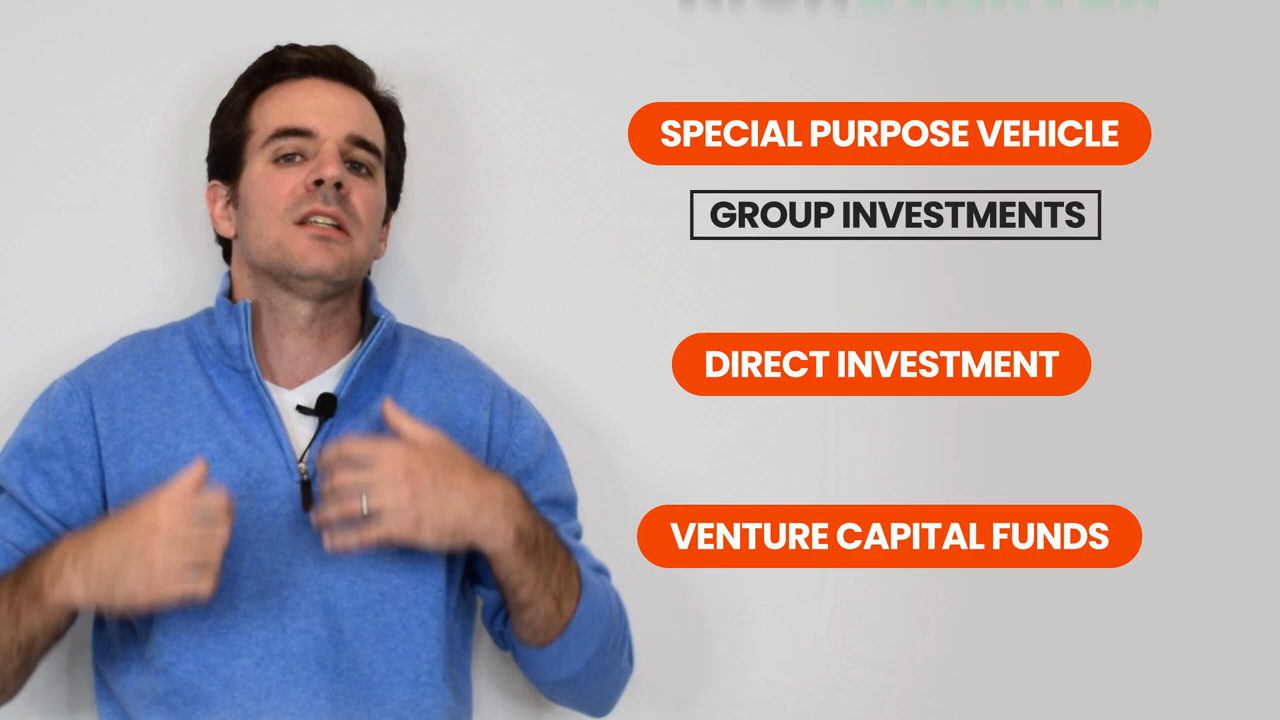 SPECIAL PURPOSE VEHICLE
GROUP INVESTMENTS
DIRECT INVESTMENT
VENTURE CAPITAL FUNDS